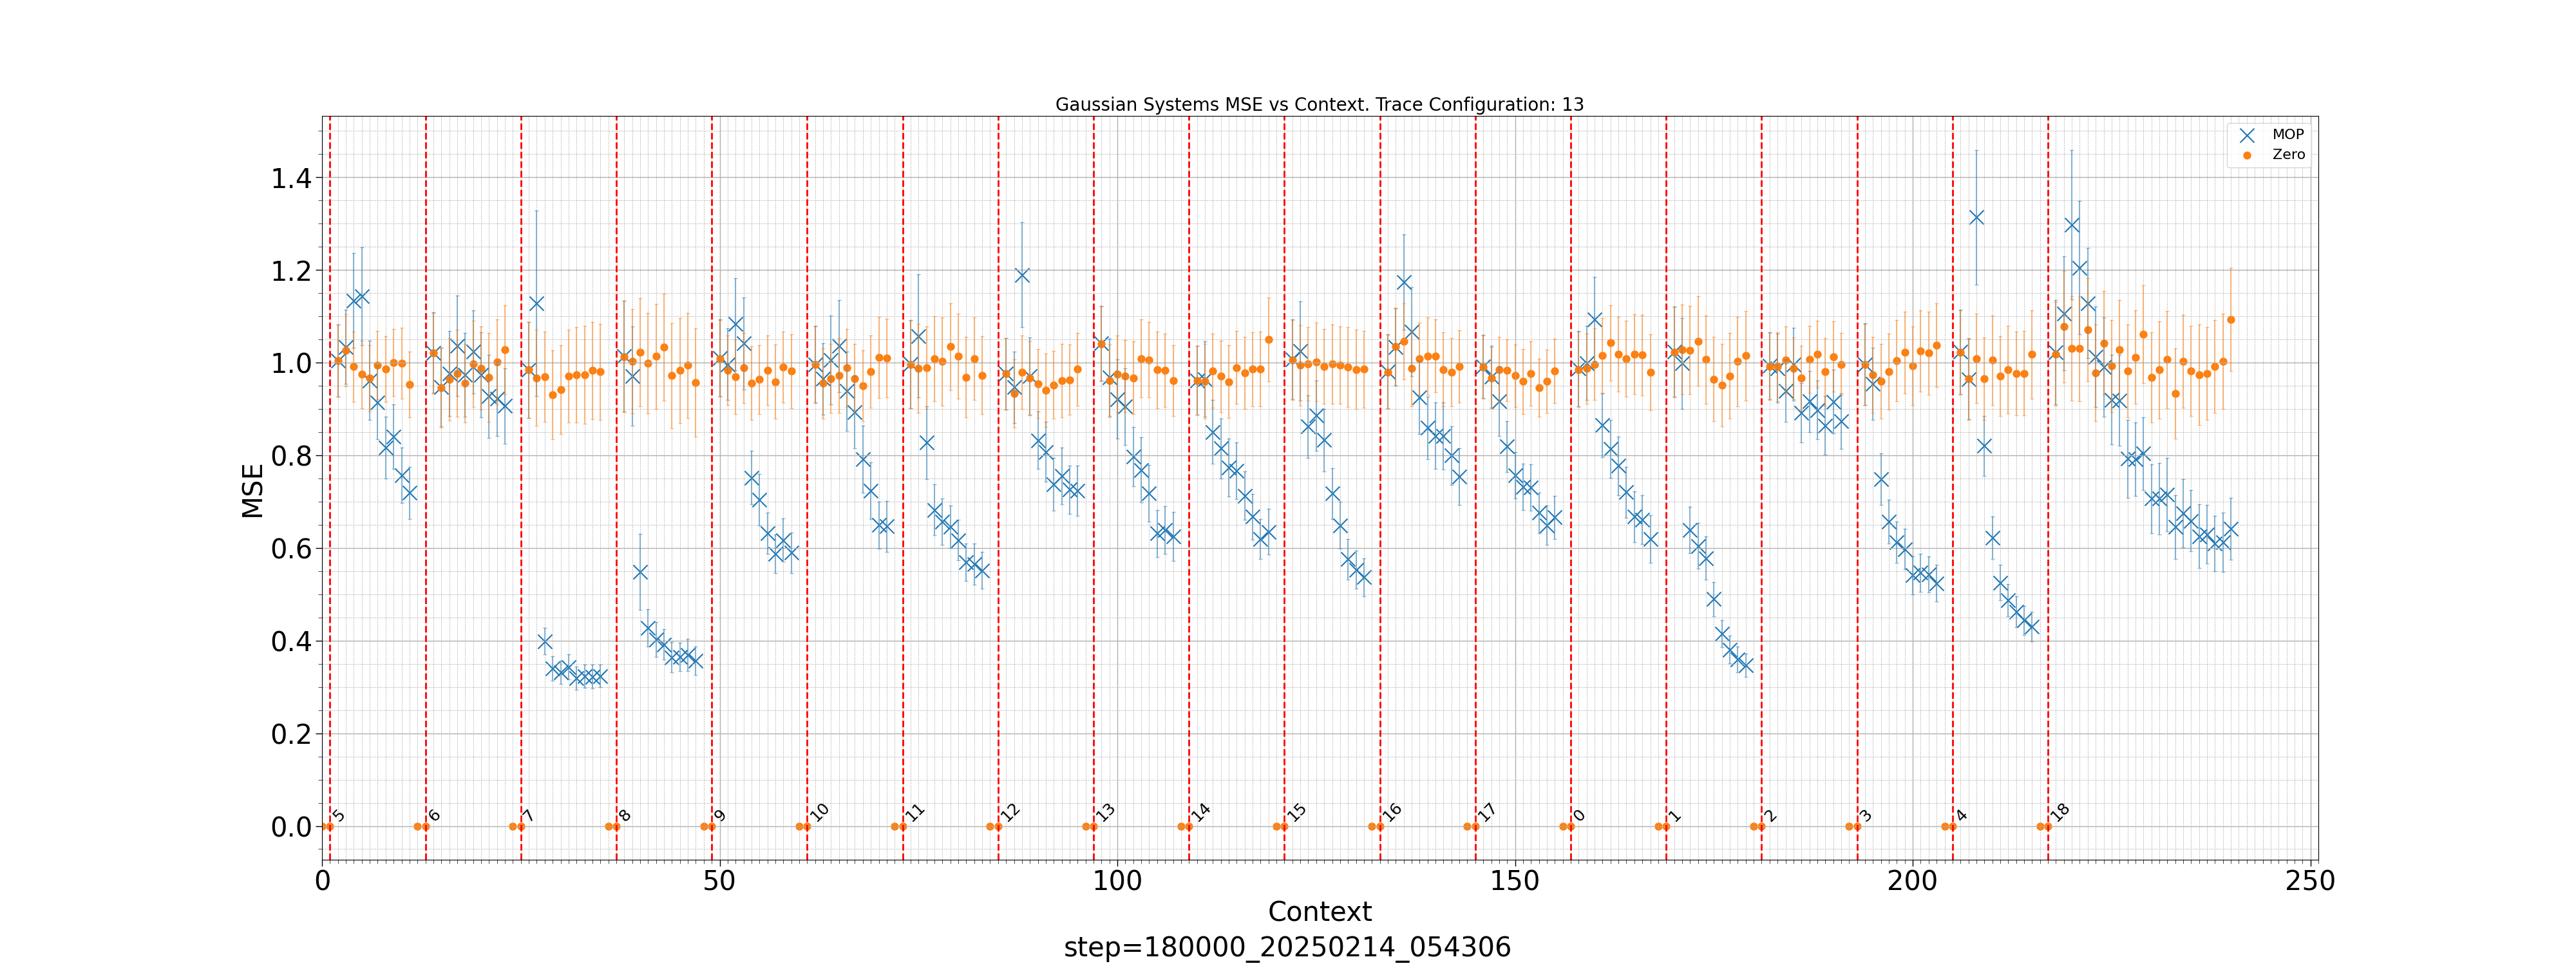 Gaussian Systems MSE vs Context. Trace Configuration: 13
MOP
Zero
MSE
1.4
1.2
1.0
0.8
0.6
0.4
0.2
0.0
5 6 7 8 9 10 11 12 13 14 15 16 17 0 1 2 3 4 18
0 50 100 150 200 250
Context
step=180000_20250214_054306